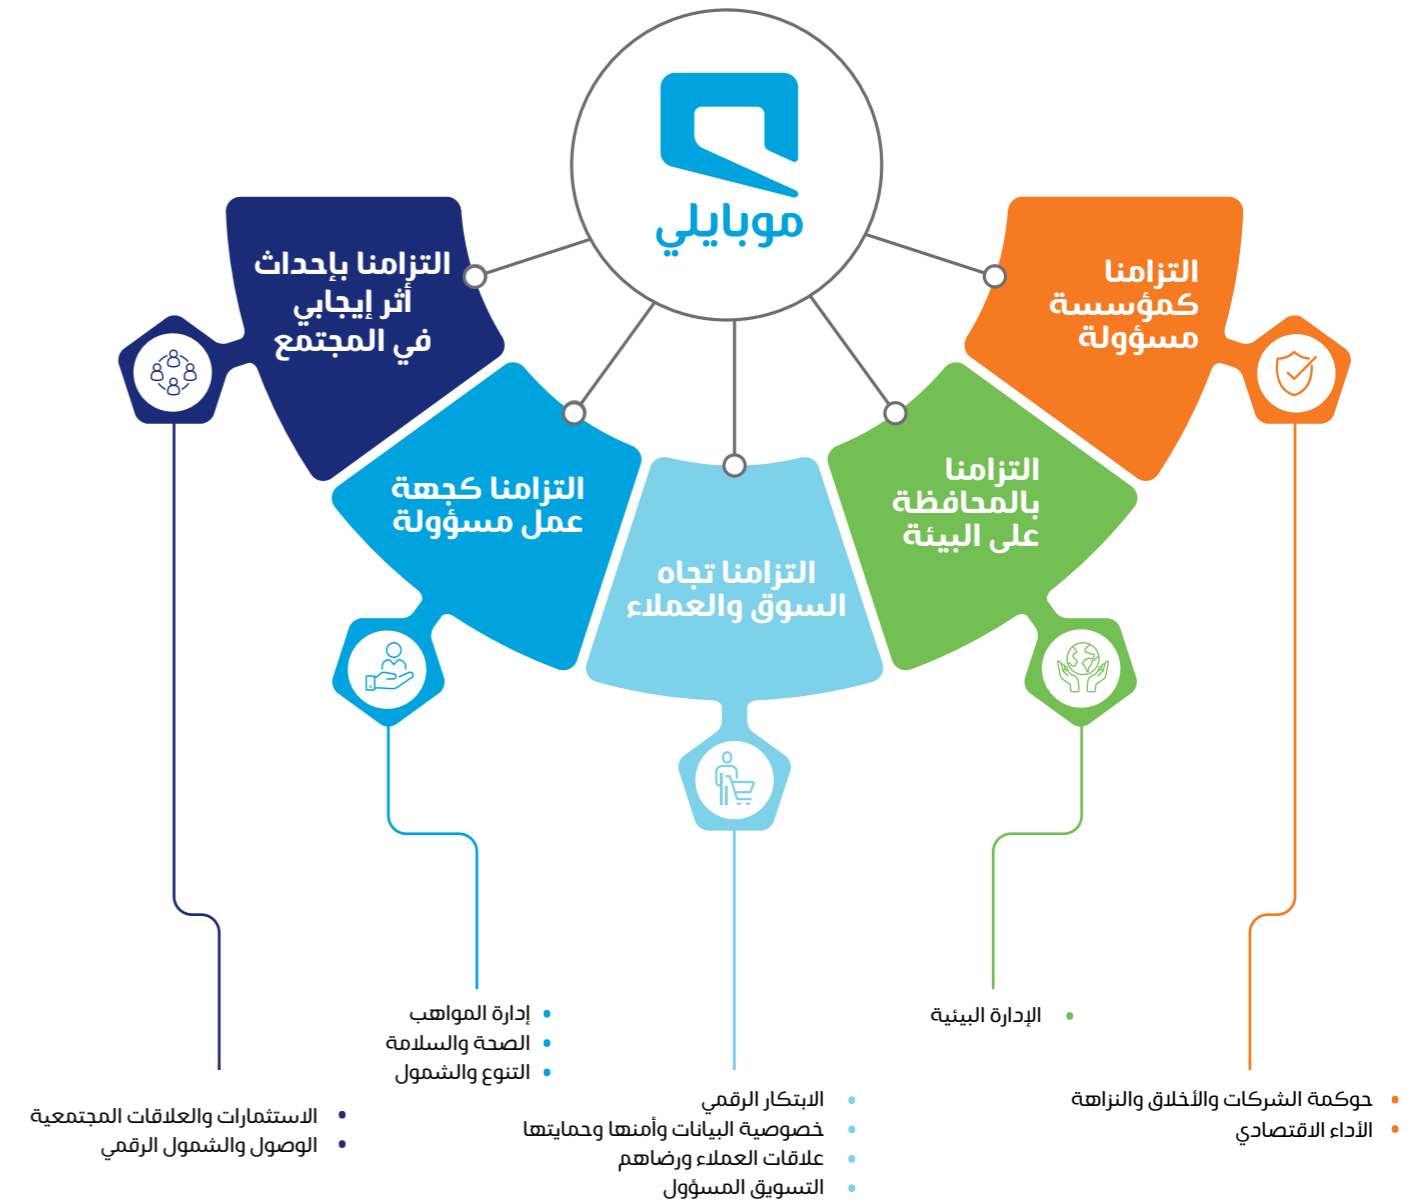 موبايلي
التزامنا
كمؤسسة
مسؤولة
التزامنا
بالمحافظة
على البيئة
التزامنا تجاه
السوق والعملاء
التزامنا كجهة
عمل مسؤولة
التزامنا بإحداث
أثر إيجابي
في المجتمع
• حوكمة الشركات والأخلاق والنزاهة
• الأداء الاقتصادي
• الإدارة البيئية
• الابتكار الرقمي
• خصوصية البيانات وأمنها وحمايتها
• علاقات العملاء ورضاهم
• التسويق المسؤول
• إدارة المواهب
• الصحة والسلامة
• التنوع والشمول
• الاستثمارات والعلاقات المجتمعية
• الوصول والشمول الرقمي